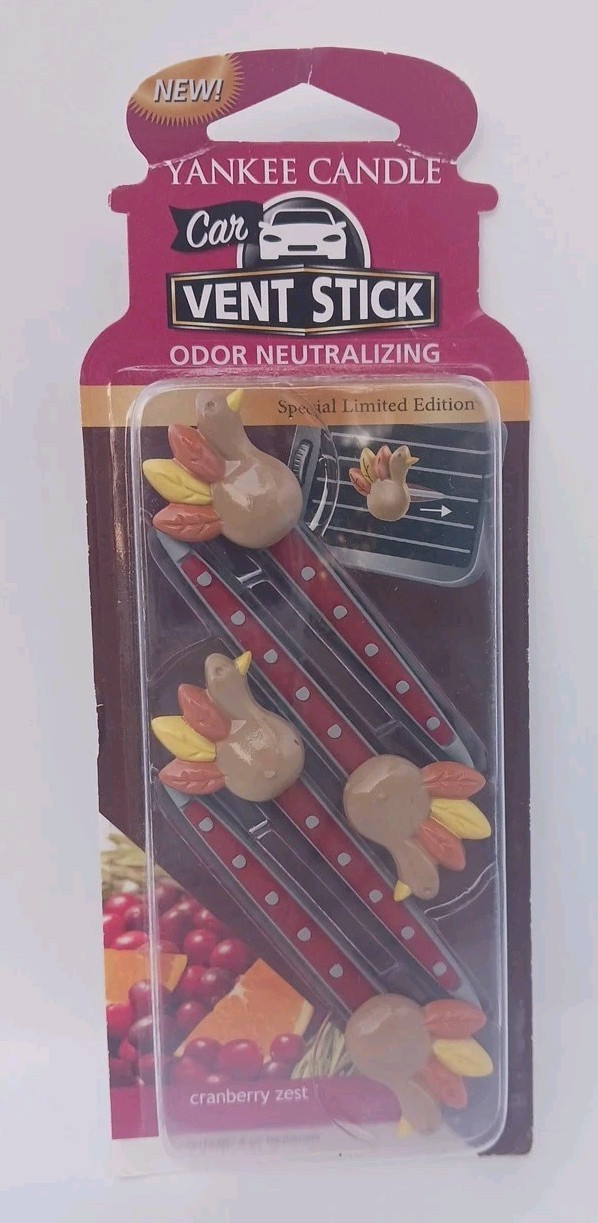 NEW!
YANKEE CANDLE
Car
VENT STICK
ODOR NEUTRALIZING
Special Limited Edition
cranberry zest